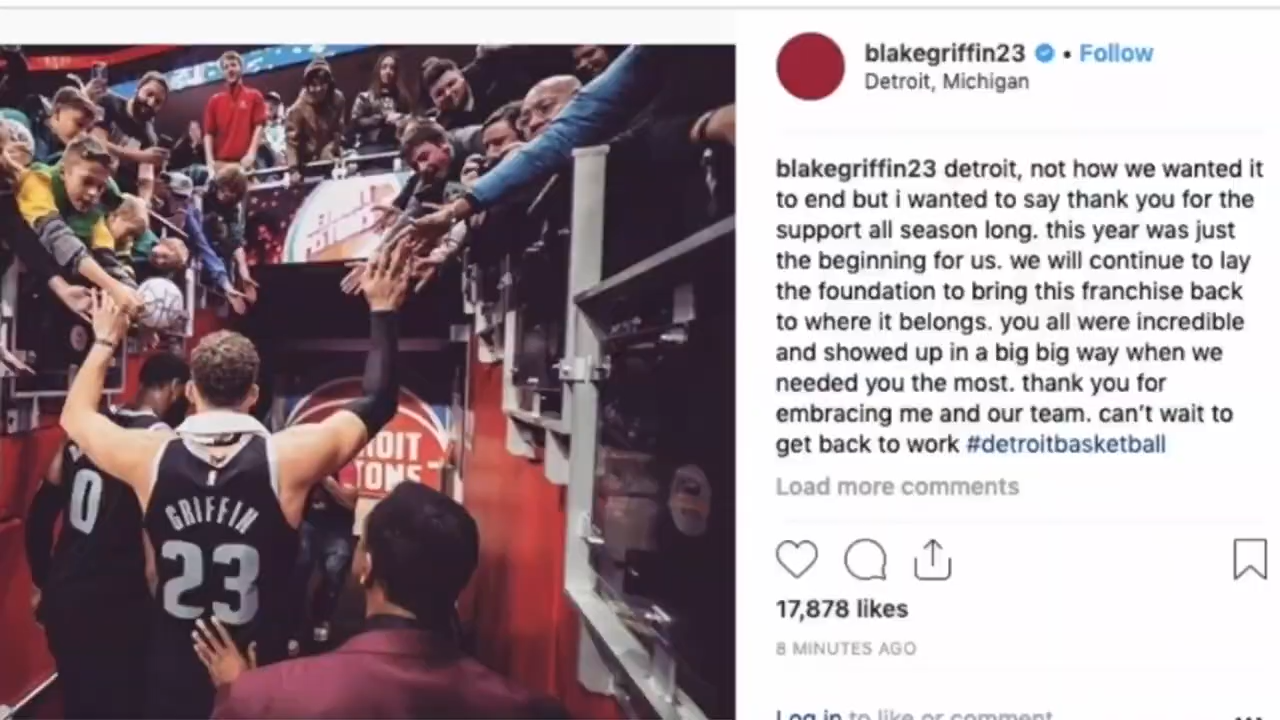 blakegriffin23 • Follow
Detroit, Michigan
blakegriffin23 detroit, not how we wanted it
to end but i wanted to say thank you for the
support all season long. this year was just
the beginning for us. we will continue to lay
the foundation to bring this franchise back
to where it belongs. you all were incredible
and showed up in a big big way when we
needed you the most. thank you for
embracing me and our team. can't wait to
get back to work #detroitbasketball
Load more comments
17,878 likes
8 MINUTES AGO
Log in to like or comment
0
GRIFFIN
23